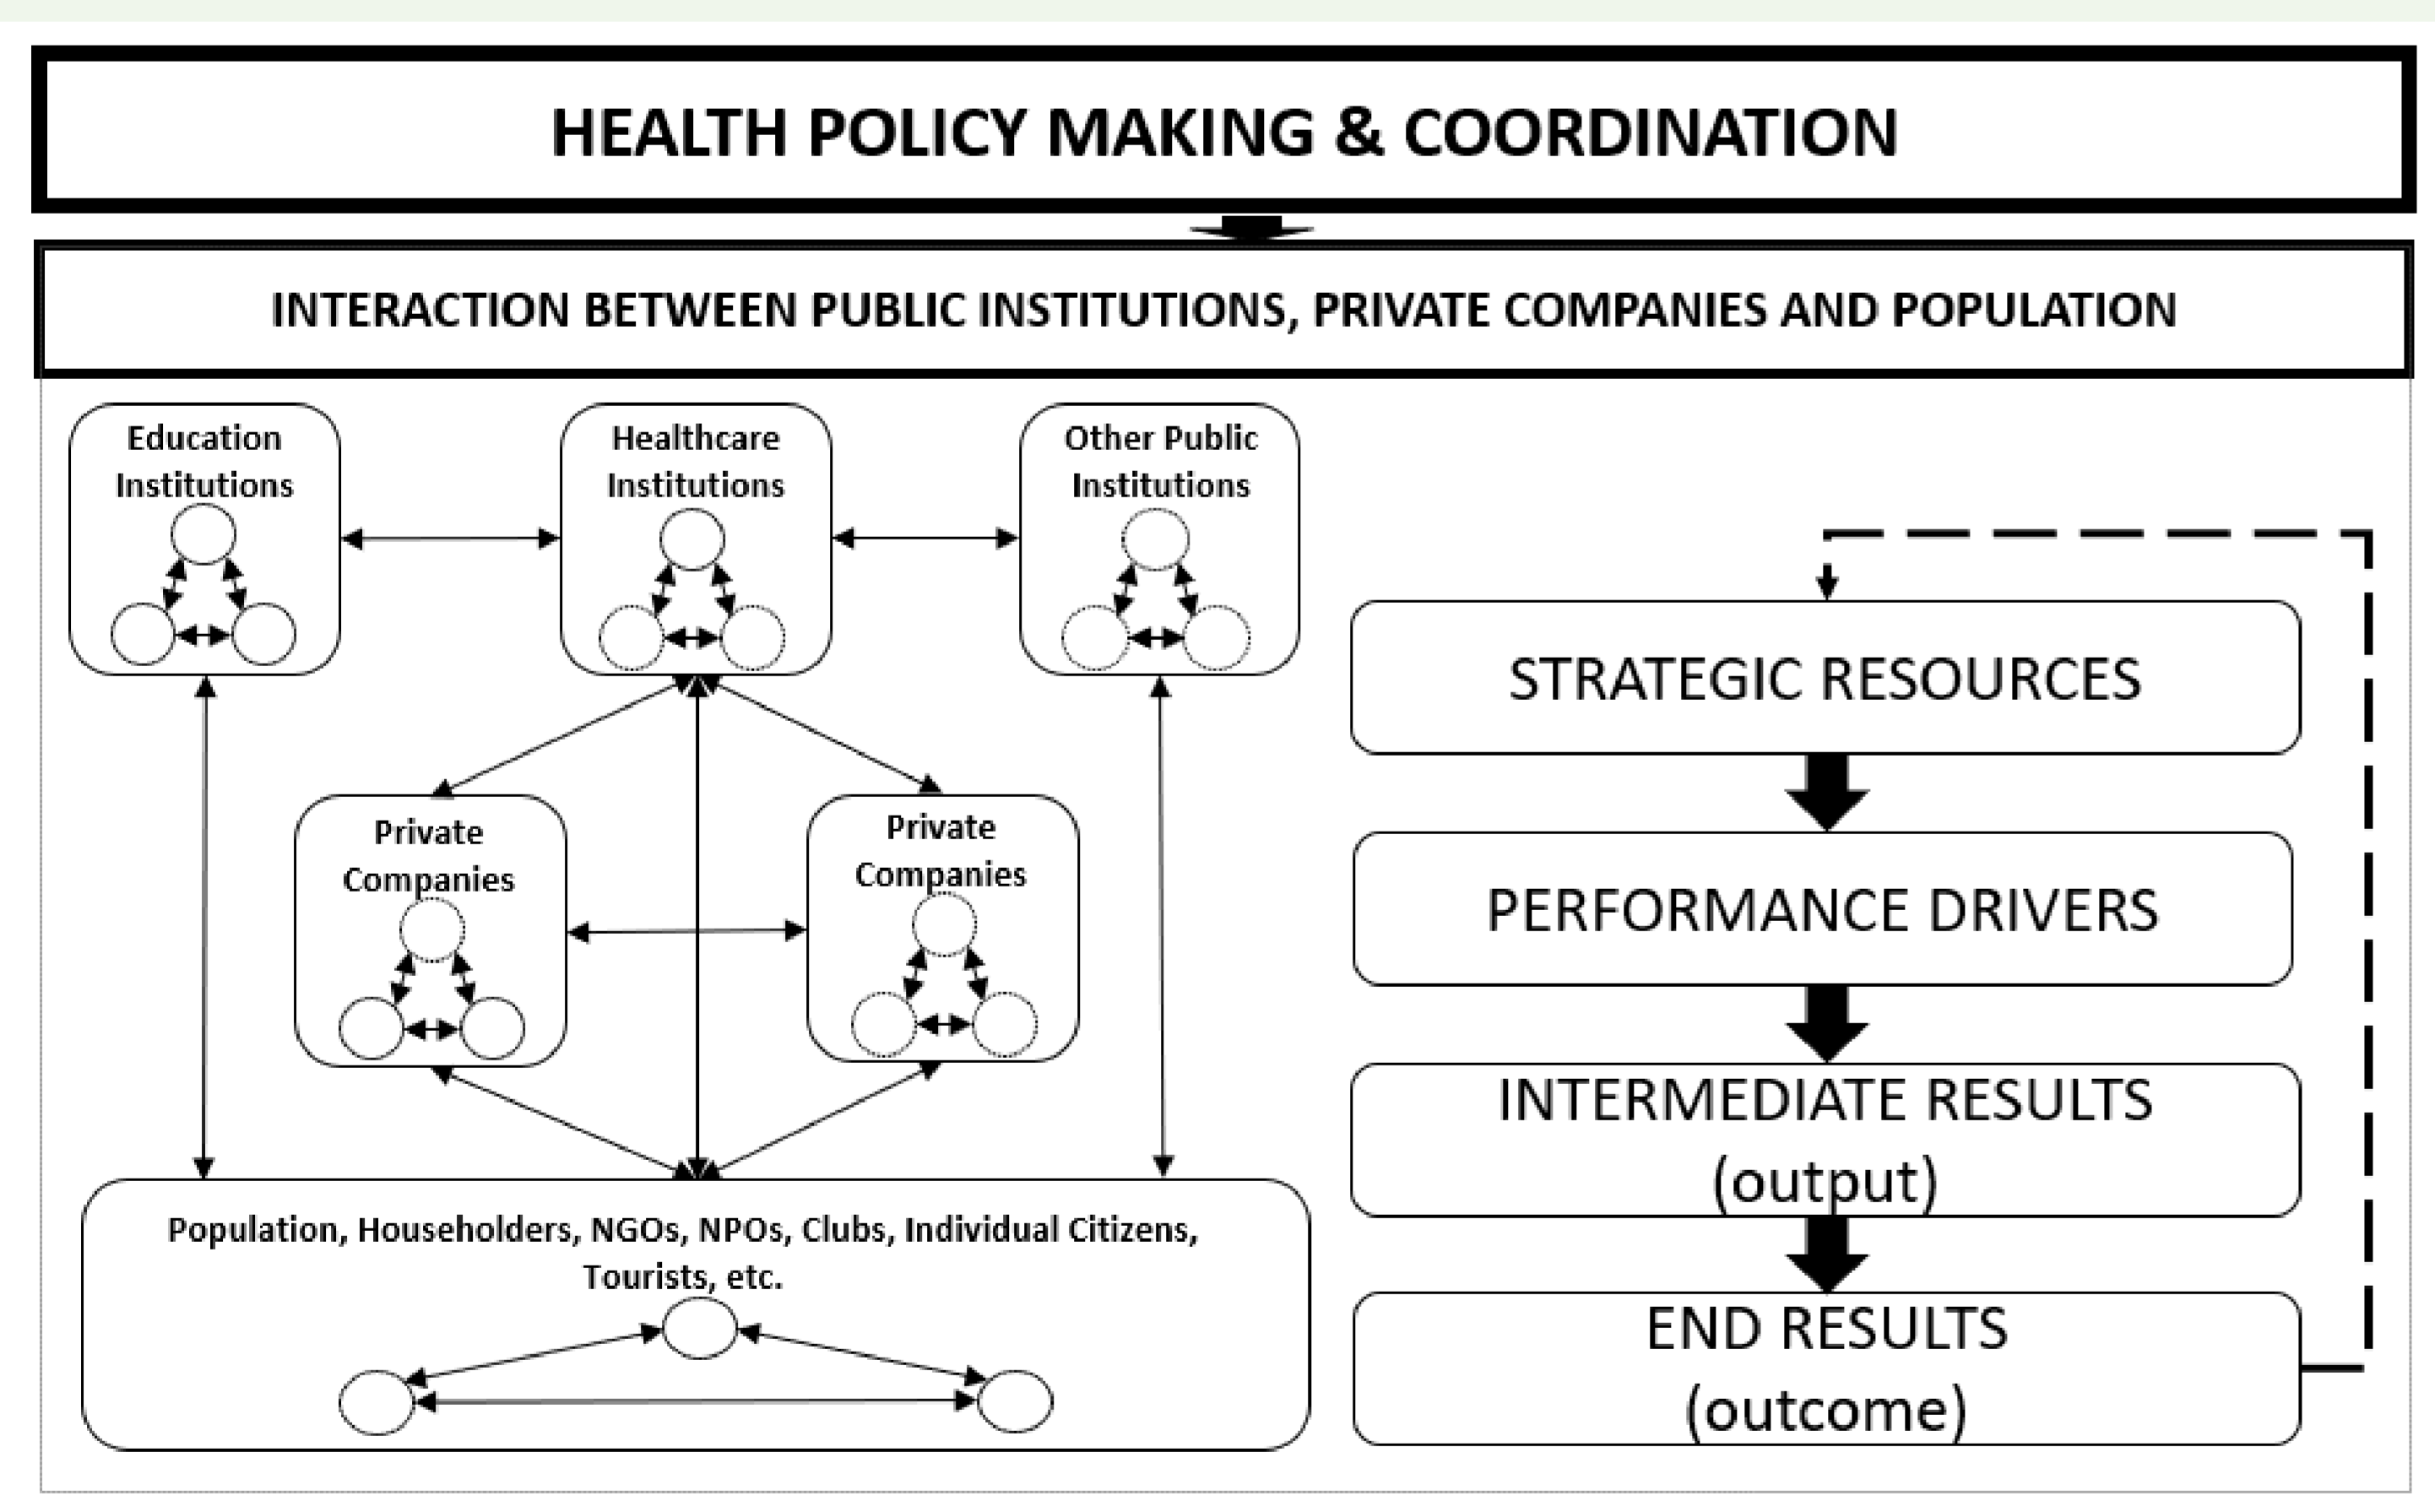 HEALTH POLICY MAKING & COORDINATION
INTERACTION BETWEEN PUBLIC INSTITUTIONS, PRIVATE COMPANIES AND POPULATION
Education
Institutions
Healthcare
Institutions
Other Public
Institutions
Private
Companies
Private
Companies
Population, Householders, NGOs, NPOs, Clubs, Individual Citizens,
Tourists, etc.
STRATEGIC RESOURCES
PERFORMANCE DRIVERS
INTERMEDIATE RESULTS
(output)
END RESULTS
(outcome)